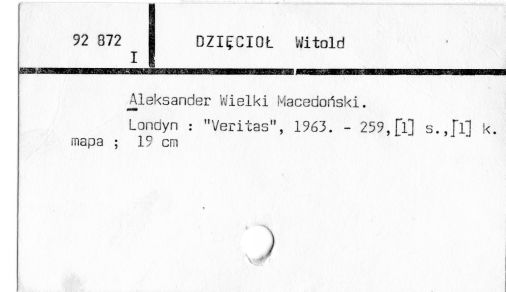 92 872
I
DZIĘCIOŁ Witold
Aleksander Wielki Macedoński.
Londyn : "Veritas", 1963. - 259,[1] s.,[1] k.
mapa ; 19 cm